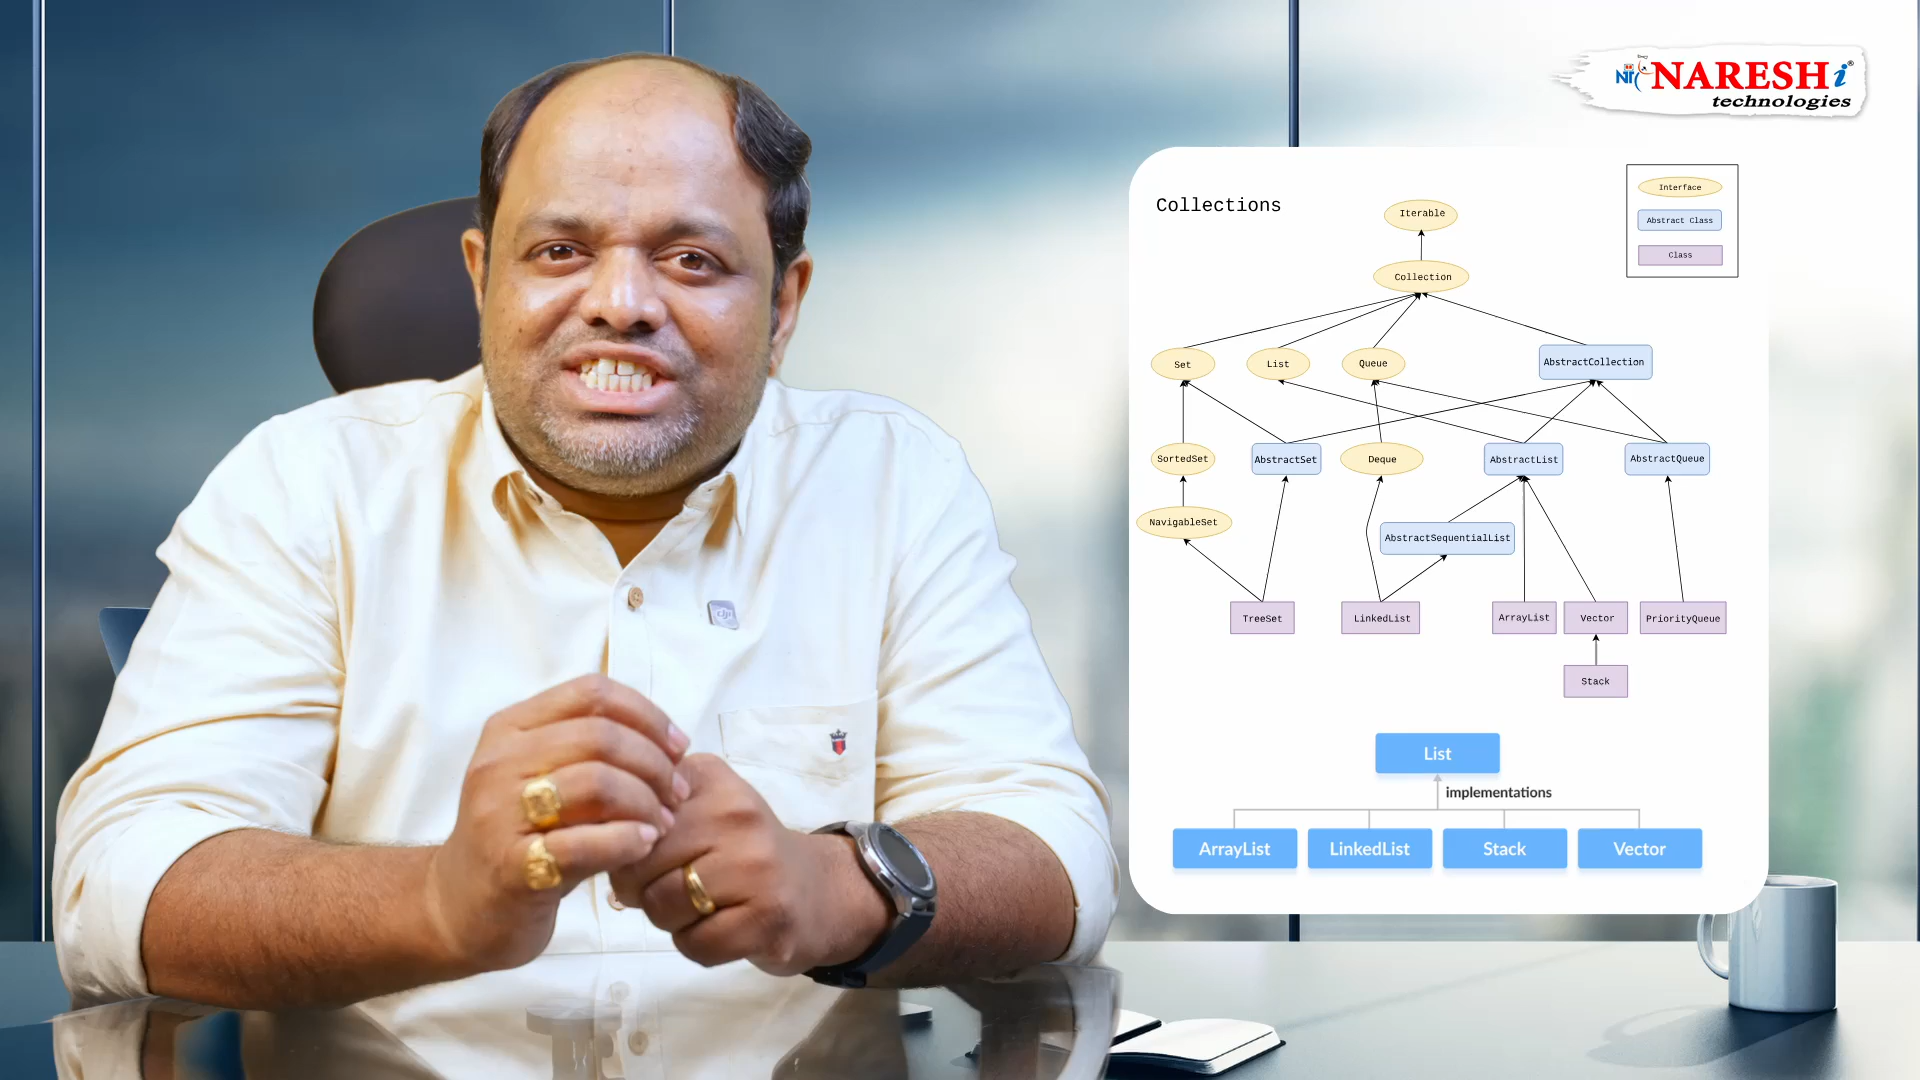 NARESHi®
technologies
Collections
Iterable
Interface
Abstract Class
Class
Collection
Set
List
Queue
AbstractCollection
SortedSet
AbstractSet
Deque
AbstractList
AbstractQueue
NavigableSet
AbstractSequentialList
TreeSet
LinkedList
ArrayList
Vector
PriorityQueue
Stack
List
implementations
ArrayList
LinkedList
Stack
Vector
dji